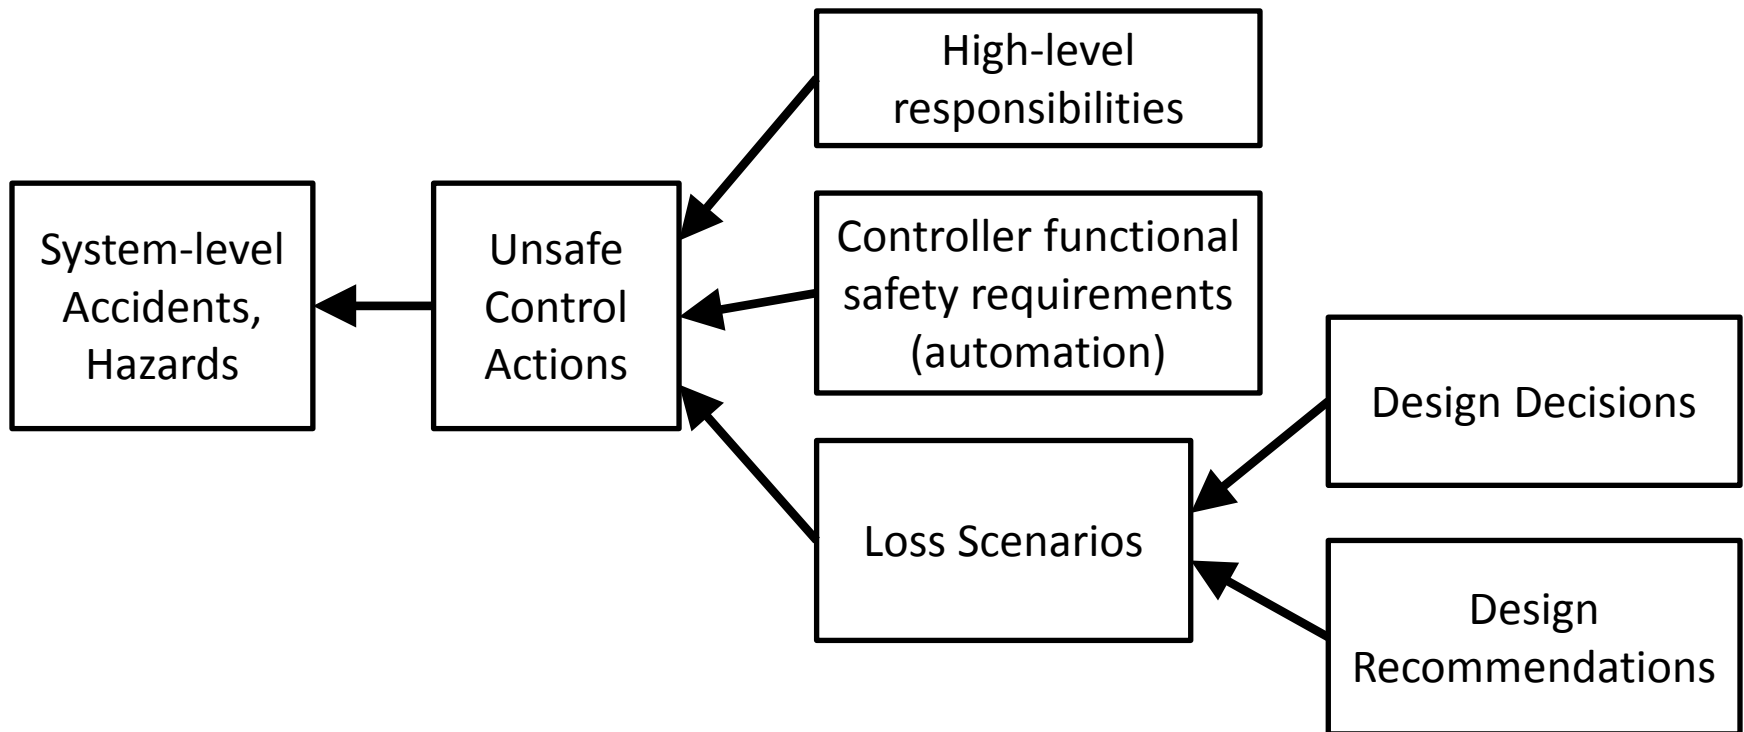 High-level
responsibilities
System-level
Accidents,
Hazards
Unsafe
Control
Actions
Controller functional
safety requirements
(automation)
Design Decisions
Loss Scenarios
Design
Recommendations